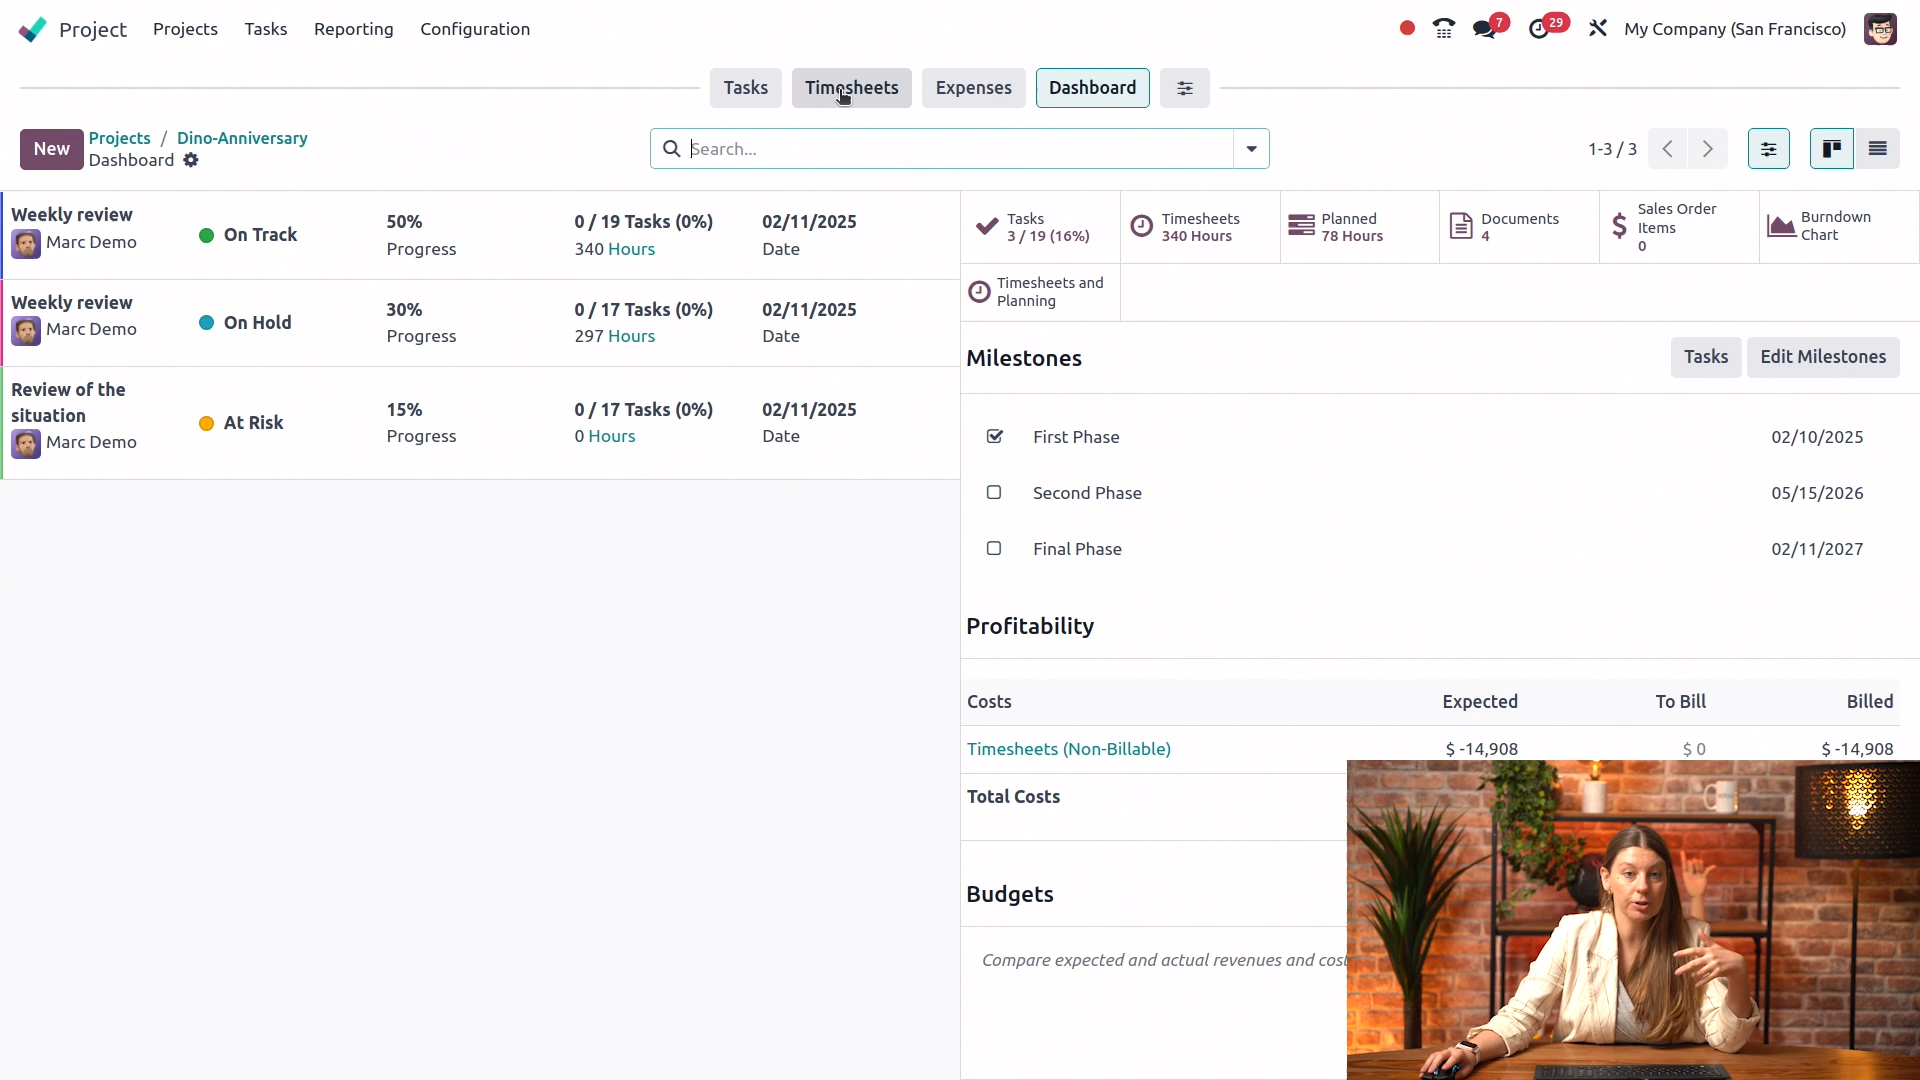 Project Projects Tasks Reporting Configuration
7 29 My Company (San Francisco)
Tasks Timesheets Expenses Dashboard
New Projects / Dino-Anniversary
Dashboard
Search...
1-3 / 3
Weekly review
Marc Demo
On Track
50%
Progress
0 / 19 Tasks (0%)
340 Hours
02/11/2025
Date
Weekly review
Marc Demo
On Hold
30%
Progress
0 / 17 Tasks (0%)
297 Hours
02/11/2025
Date
Review of the
situation
Marc Demo
At Risk
15%
Progress
0 / 17 Tasks (0%)
0 Hours
02/11/2025
Date
Tasks
3 / 19 (16%)
Timesheets
340 Hours
Planned
78 Hours
Documents
4
Sales Order
Items
0
Burndown
Chart
Timesheets and
Planning
Milestones Tasks Edit Milestones
First Phase 02/10/2025
Second Phase 05/15/2026
Final Phase 02/11/2027
Profitability
Costs Expected To Bill Billed
Timesheets (Non-Billable) $ -14,908 $ 0 $ -14,908
Total Costs
Budgets
Compare expected and actual revenues and cos